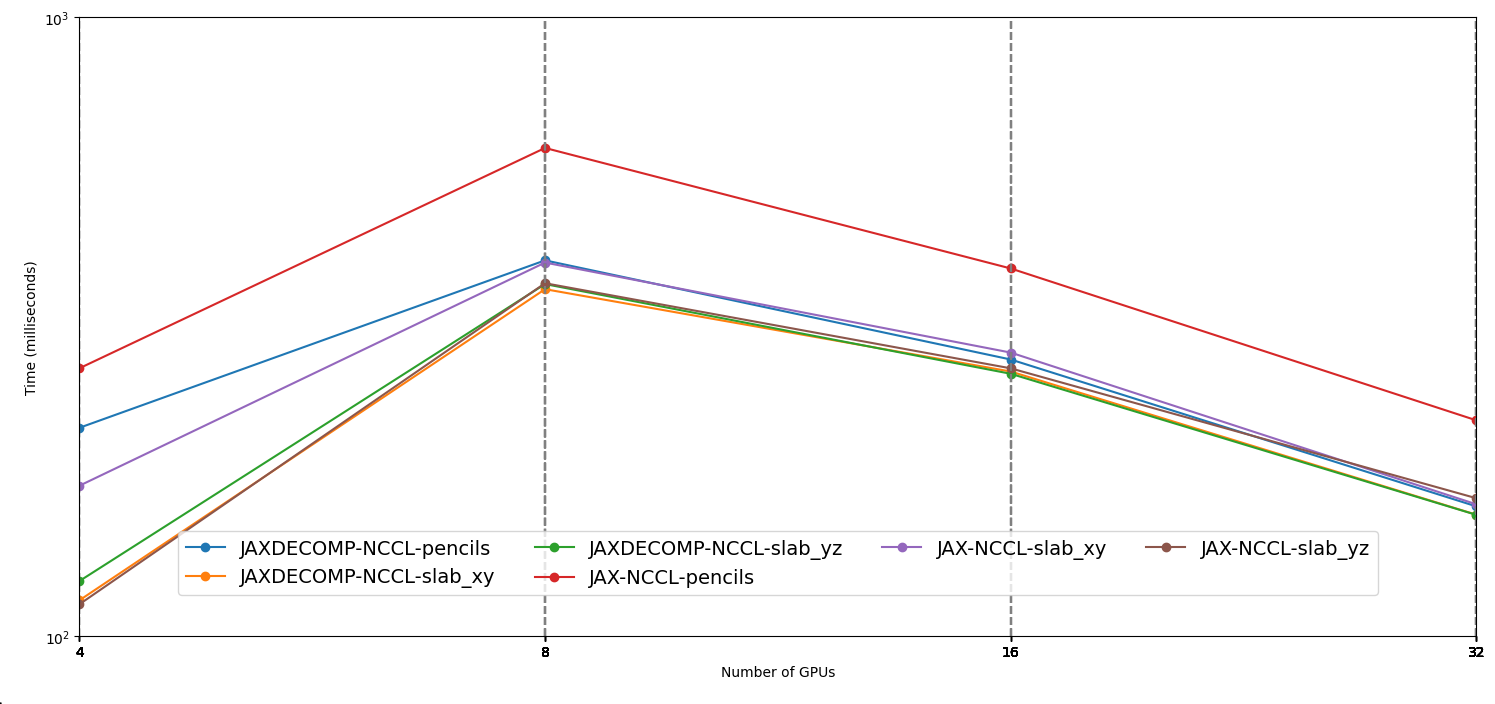 10³
Time (milliseconds)
JAXDECOMP-NCCL-pencils JAXDECOMP-NCCL-slab_yz JAX-NCCL-slab_xy JAX-NCCL-slab_yz
JAXDECOMP-NCCL-slab_xy JAX-NCCL-pencils
10²
4 8 16 32
Number of GPUs